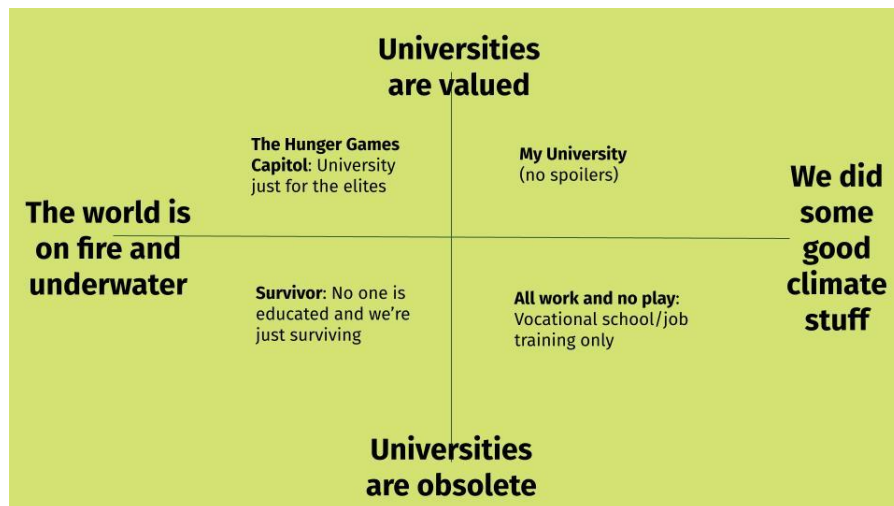 Universities
are valued
The Hunger Games
Capitol: University
just for the elites
My University
(no spoilers)
The world is
on fire and
underwater
We did
some
good
climate
stuff
Survivor: No one is
educated and we're
just surviving
All work and no play:
Vocational school/job
training only
Universities
are obsolete